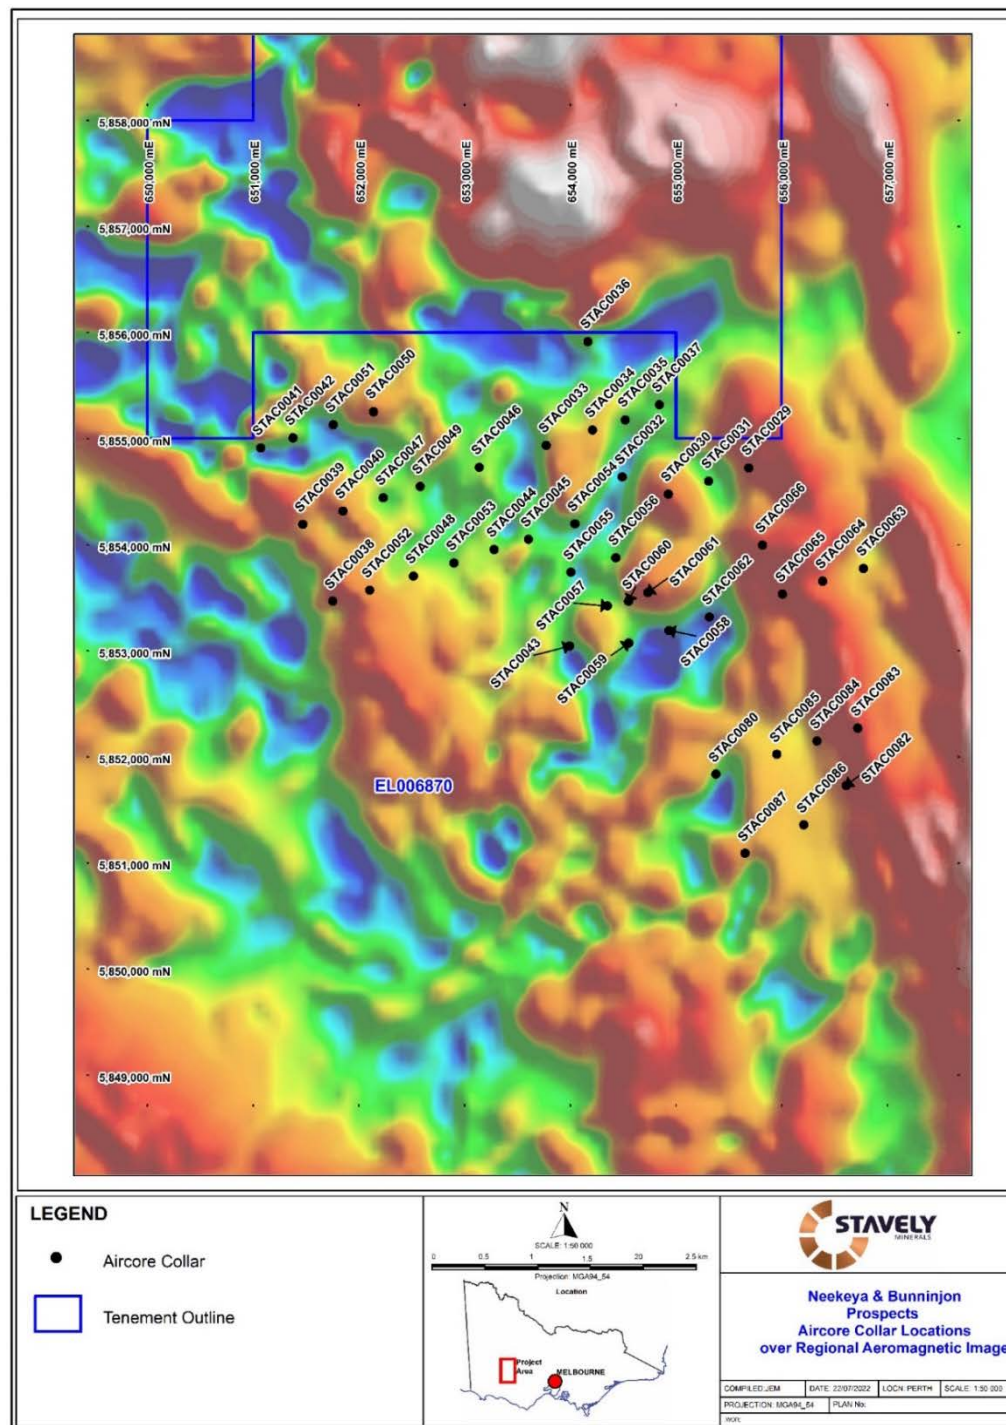 5,858,000 mN
650,000 mE
651,000 mE
652,000 mE
653,000 mE
654,000 mE
655,000 mE
656,000 mE
657,000 mE
5,857,000 mN
5,856,000 mN
STAC0036
STAC0041
STAC0042
STAC0051
STAC0050
STAC0046
STAC0033
STAC0034
STAC0035
STAC0037
5,855,000 mN
STAC0039
STAC0040
STAC0047
STAC0049
STAC0032
STAC0030
STAC0031
STAC0029
5,854,000 mN
STAC0038
STAC0052
STAC0048
STAC0053
STAC0044
STAC0045
STAC0054
STAC0055
STAC0056
STAC0060
STAC0061
STAC0062
STAC0066
STAC0065
STAC0064
STAC0063
STAC0057
STAC0043
STAC0059
STAC0058
5,853,000 mN
STAC0080
STAC0085
STAC0084
STAC0083
5,852,000 mN
EL006870
STAC0087
STAC0086
STAC0082
5,851,000 mN
5,850,000 mN
5,849,000 mN
LEGEND
Aircore Collar
Tenement Outline
N
SCALE: 1:50 000
0 0.5 1 1.5 20 2.5 km
Projection: MGA94_54
Location
Project
Area
MELBOURNE
STAVELY
MINERALS
Neekeya & Bunninjon
Prospects
Aircore Collar Locations
over Regional Aeromagnetic Image
COMPILED:JEM DATE: 22/07/2022 LOCN: PERTH SCALE: 1:50 000
PROJECTION: MGA94_54 PLAN No: